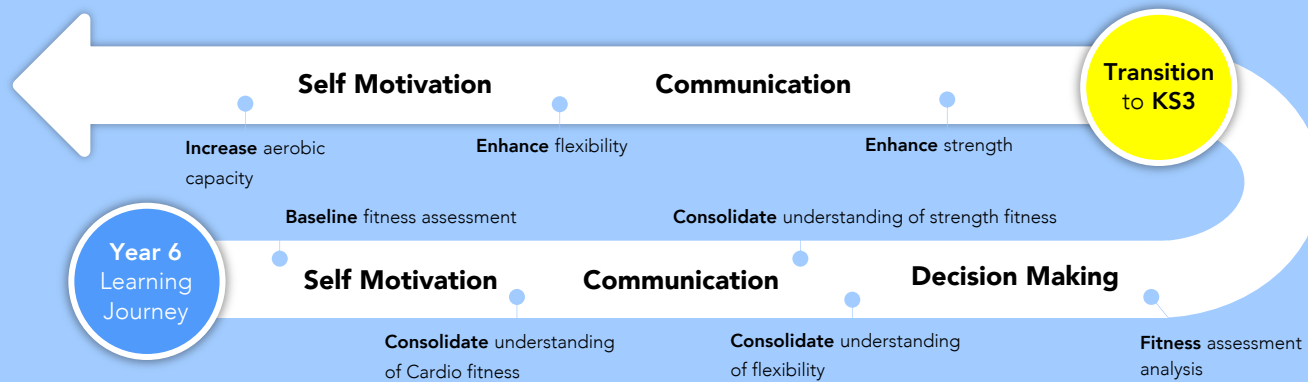 Self Motivation
Communication
Transition
to KS3
Increase aerobic
capacity
Enhance flexibility
Enhance strength
Baseline fitness assessment
Consolidate understanding of strength fitness
Year 6
Learning
Journey
Self Motivation
Communication
Decision Making
Consolidate understanding
of Cardio fitness
Consolidate understanding
of flexibility
Fitness assessment
analysis